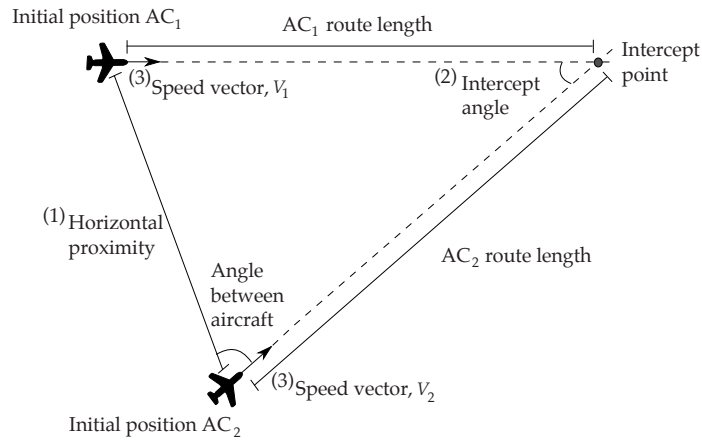 Initial position AC₁
AC₁ route length
(3) Speed vector, V₁
(2) Intercept
angle
Intercept
point
(1) Horizontal
proximity
AC₂ route length
Angle
between
aircraft
(3) Speed vector, V₂
Initial position AC₂